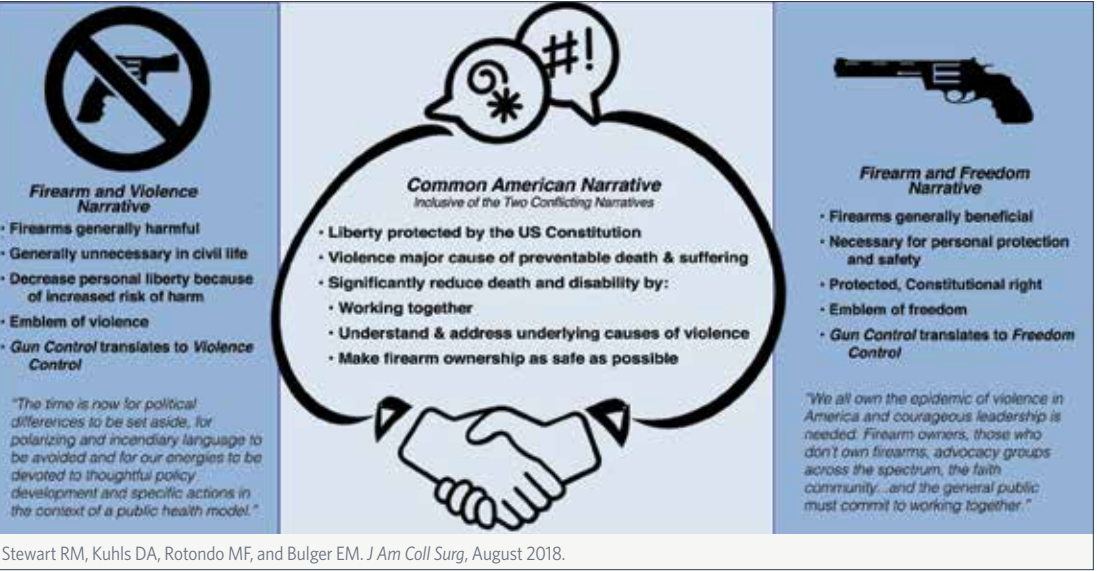 Firearm and Violence
Narrative
• Firearms generally harmful
• Generally unnecessary in civil life
• Decrease personal liberty because
of increased risk of harm
• Emblem of violence
• Gun Control translates to Violence
Control
"The time is now for political
differences to be set aside, for
polarizing and incendiary language to
be avoided and for our energies to be
devoted to thoughtful policy
development and specific actions in
the context of a public health model."
#!
Common American Narrative
Inclusive of the Two Conflicting Narratives
• Liberty protected by the US Constitution
• Violence major cause of preventable death & suffering
• Significantly reduce death and disability by:
• Working together
• Understand & address underlying causes of violence
• Make firearm ownership as safe as possible
Firearm and Freedom
Narrative
• Firearms generally beneficial
• Necessary for personal protection
and safety
• Protected, Constitutional right
• Emblem of freedom
• Gun Control translates to Freedom
Control
"We all own the epidemic of violence in
America and courageous leadership is
needed. Firearm owners, those who
don't own firearms, advocacy groups
across the spectrum, the faith
community...and the general public
must commit to working together."
Stewart RM, Kuhls DA, Rotondo MF, and Bulger EM. J Am Coll Surg, August 2018.